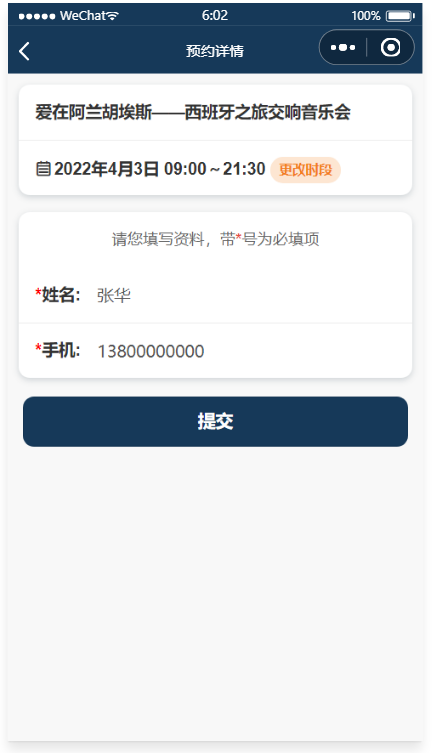 WeChat 6:02 100%
预约详情
爱在阿兰胡埃斯——西班牙之旅交响音乐会
2022年4月3日 09:00～21:30 更改时段
请您填写资料，带*号为必填项
*姓名: 张华
*手机: 13800000000
提交